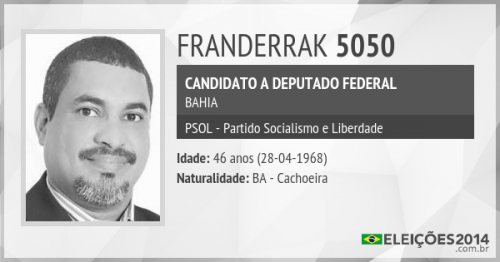 FRANDERRAK 5050
CANDIDATO A DEPUTADO FEDERAL
BAHIA
PSOL - Partido Socialismo e Liberdade
Idade: 46 anos (28-04-1968)
Naturalidade: BA - Cachoeira
ELEIÇÕES2014
.com.br